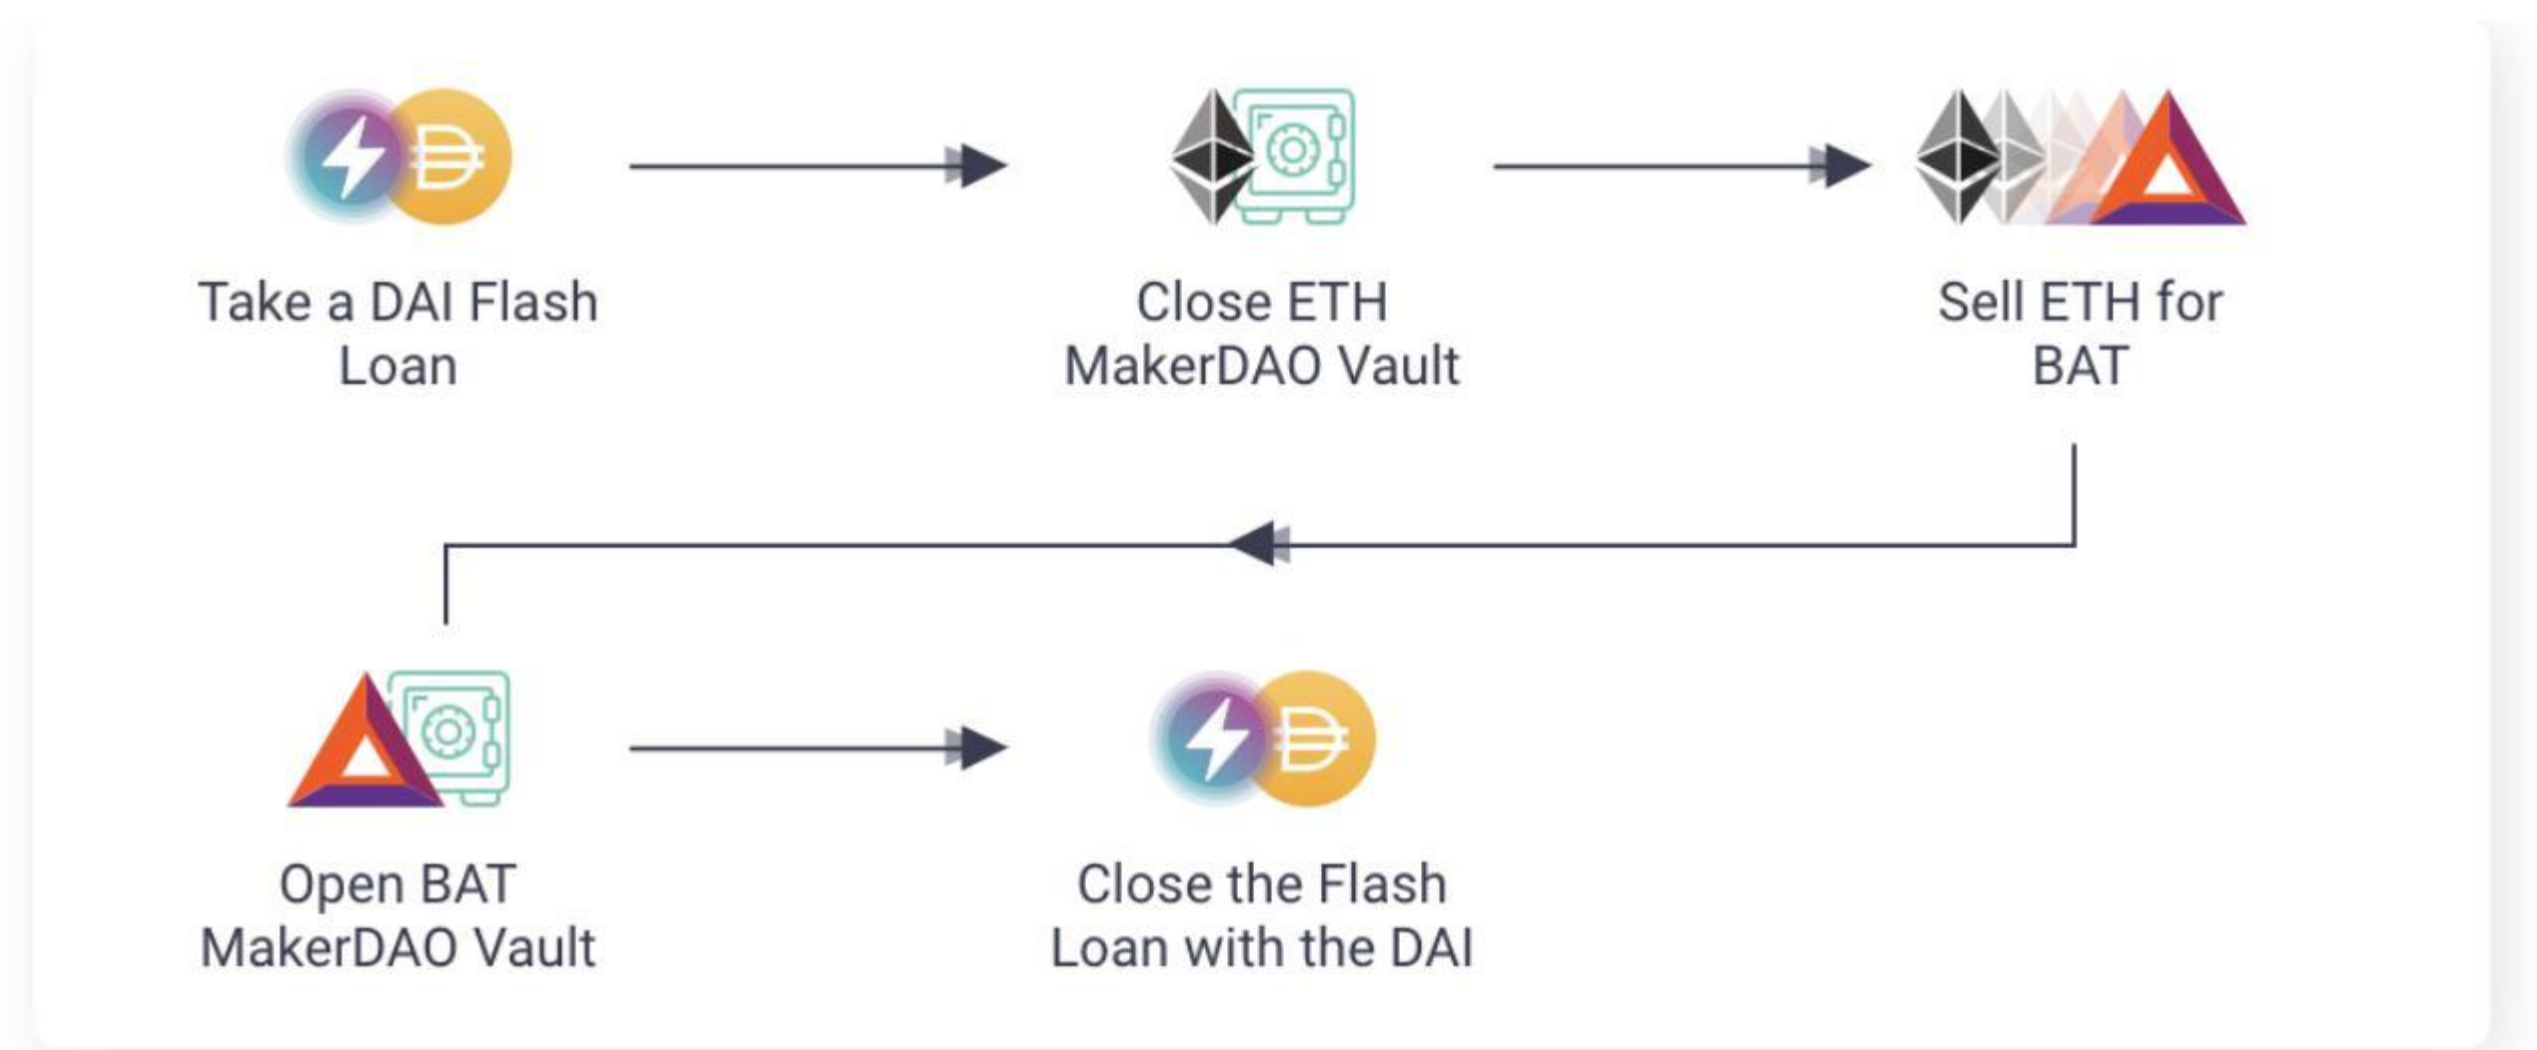 Take a DAI Flash
Loan
Close ETH
MakerDAO Vault
Sell ETH for
BAT
Open BAT
MakerDAO Vault
Close the Flash
Loan with the DAI